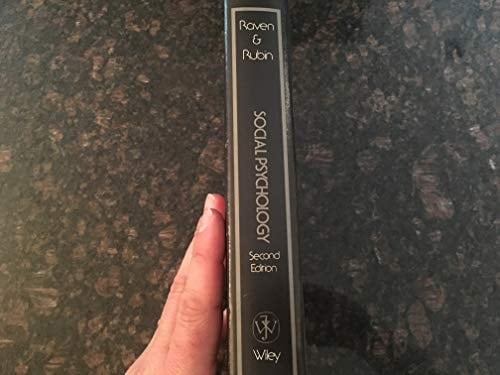 Raven
&
Rubin
SOCIAL PSYCHOLOGY
Second
Edition
Wiley